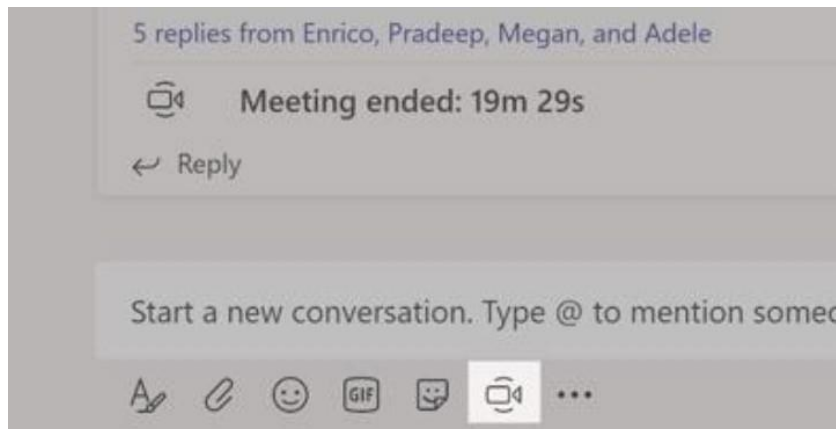 5 replies from Enrico, Pradeep, Megan, and Adele
Meeting ended: 19m 29s
Reply
Start a new conversation. Type @ to mention
GIF